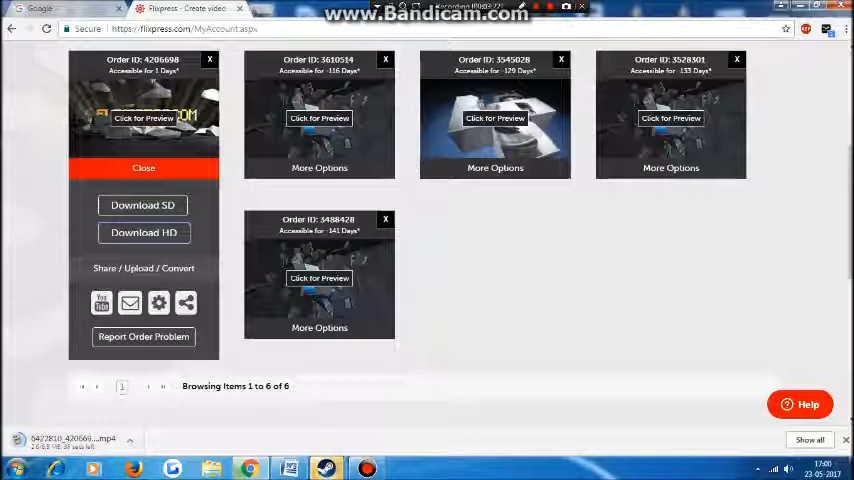 www.Bandicam.com
Google
Flixpress - Create video
Secure
https://flixpress.com/MyAccount.aspx
Order ID: 4206698
Accessible for 1 Days*
X
Click for Preview
Close
Download SD
Download HD
Share / Upload / Convert
You
Tube
Report Order Problem
Order ID: 3610514
Accessible for -116 Days*
X
Click for Preview
More Options
Order ID: 3545028
Accessible for -129 Days*
X
Click for Preview
More Options
Order ID: 3528301
Accessible for -133 Days*
X
Click for Preview
More Options
Order ID: 3488428
Accessible for -141 Days*
X
Click for Preview
More Options
1
Browsing Items 1 to 6 of 6
Help
6422810_420669....mp4
Show all
17:00
23-05-2017